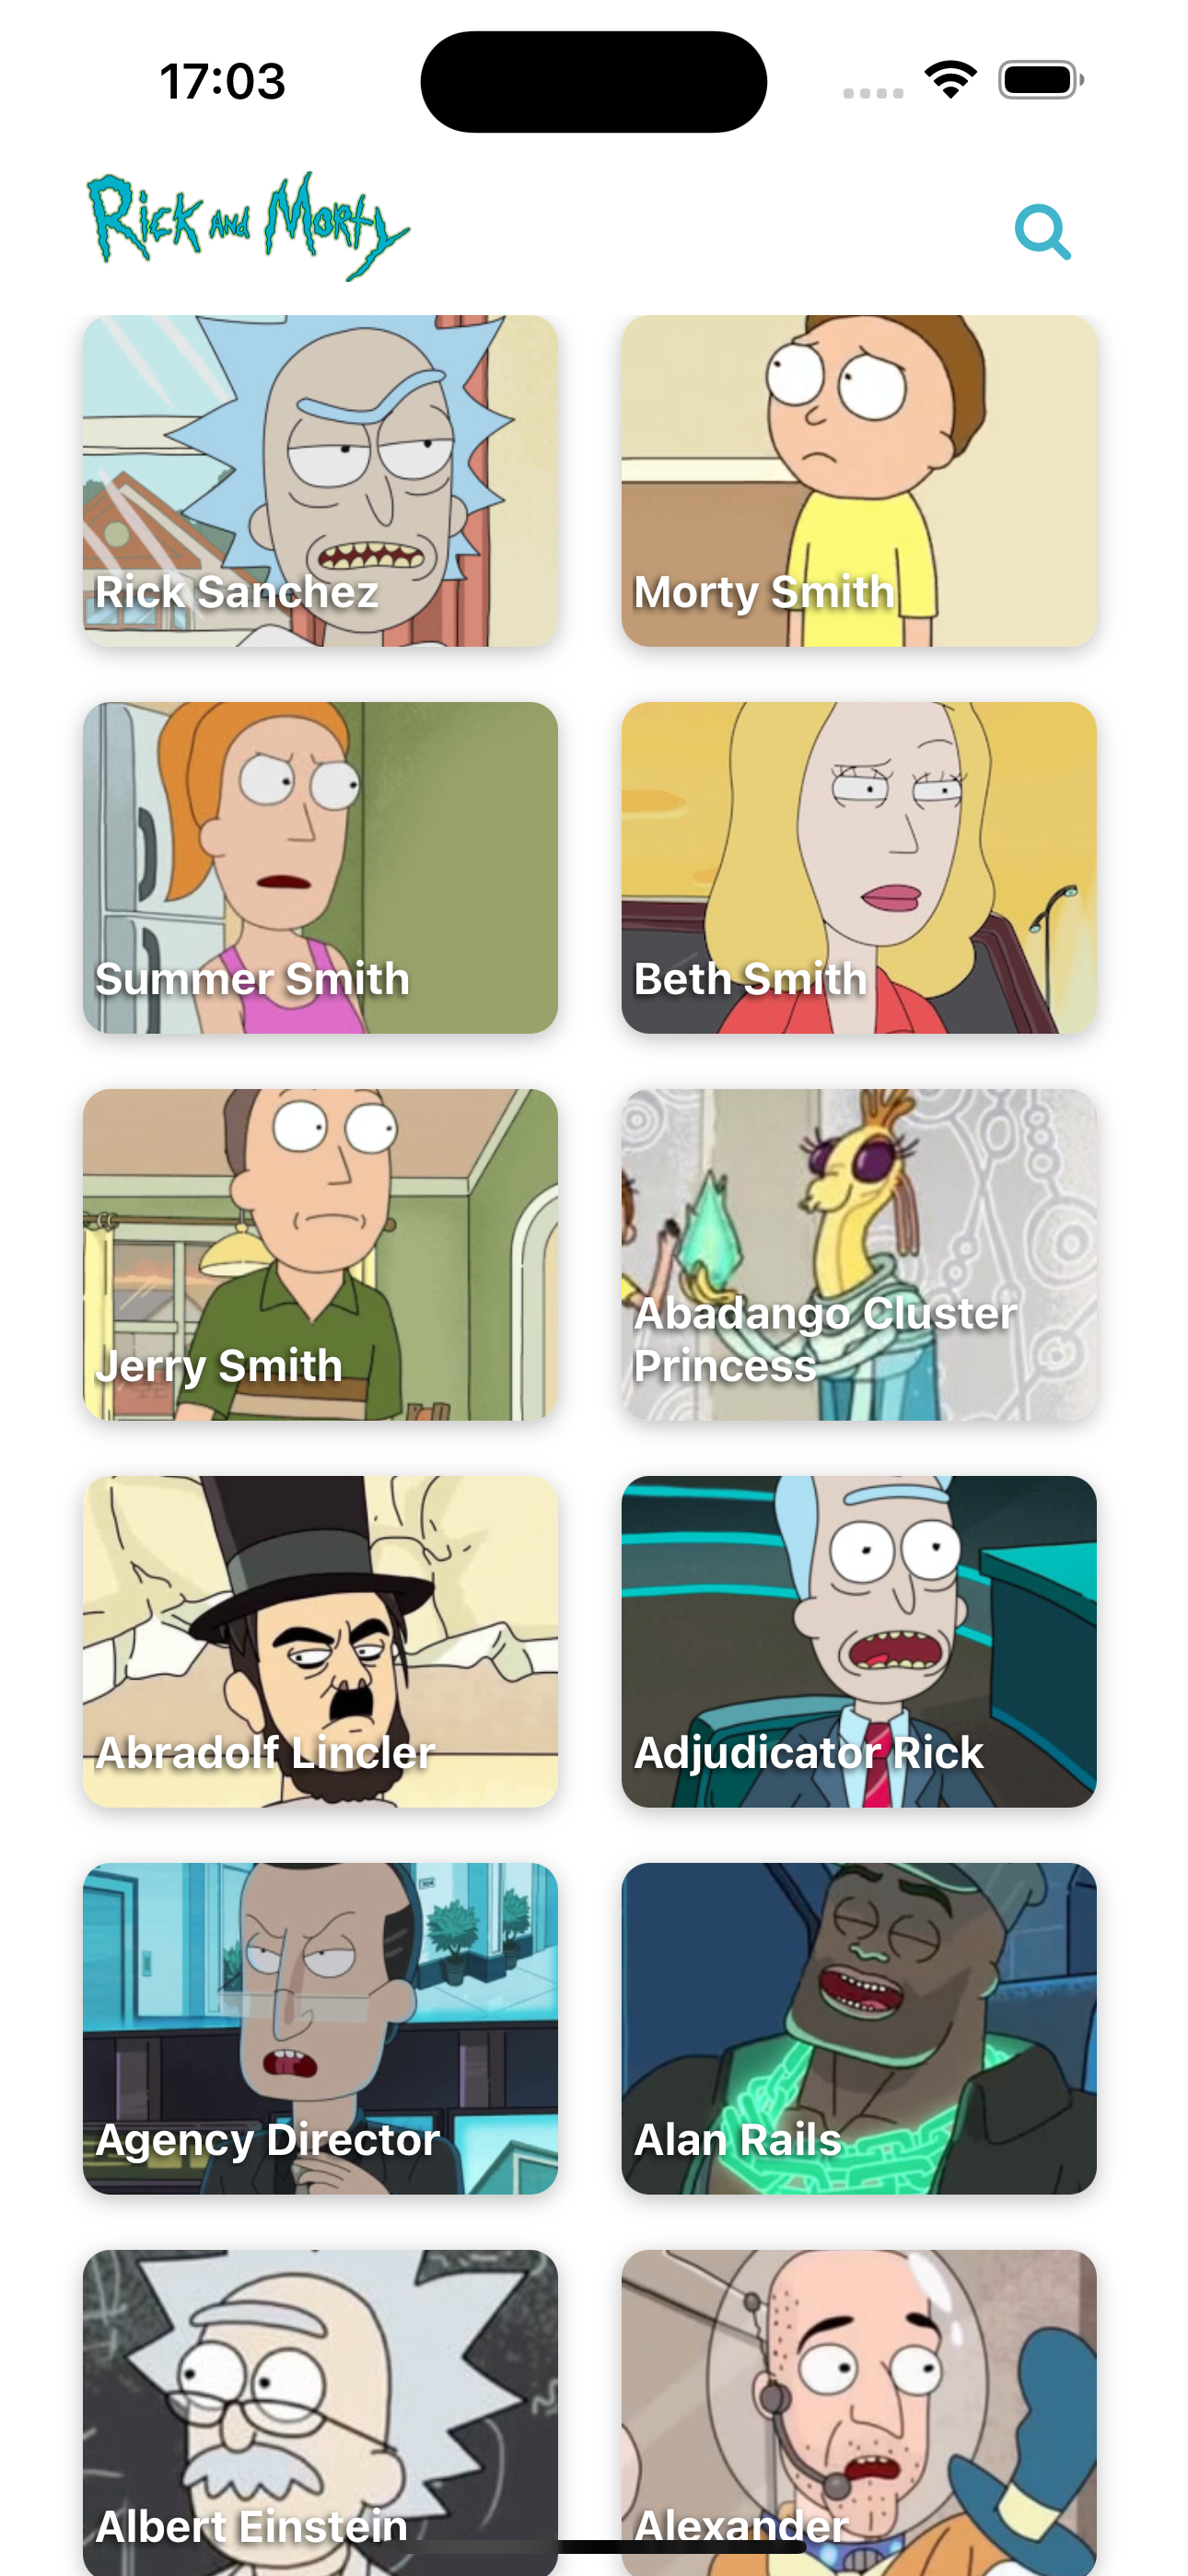 17:03
Rick and Morty
Rick Sanchez
Morty Smith
Summer Smith
Beth Smith
Jerry Smith
Abadango Cluster
Princess
Abradolf Lincler
Adjudicator Rick
Agency Director
Alan Rails
Albert Einstein
Alexander